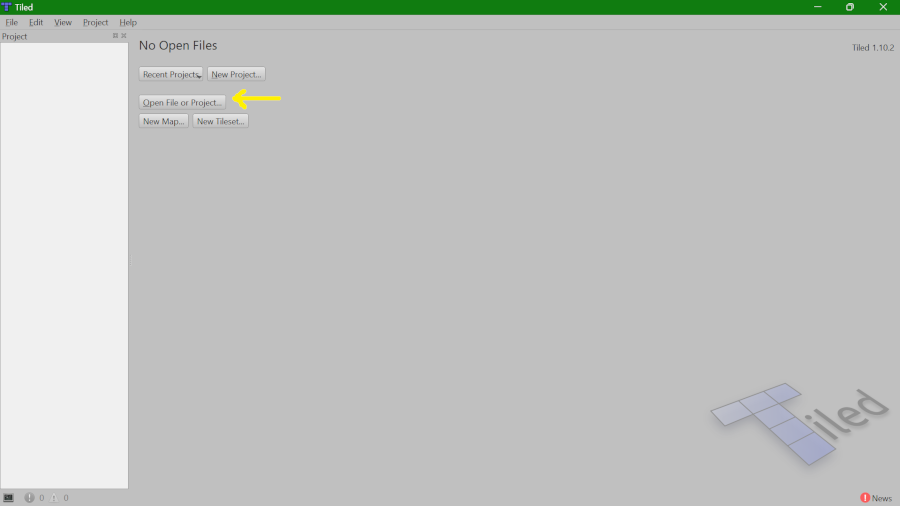 Tiled
File Edit View Project Help
Project
No Open Files
Tiled 1.10.2
Recent Projects New Project...
Open File or Project...
New Map... New Tileset...
Tiled
0 0
News